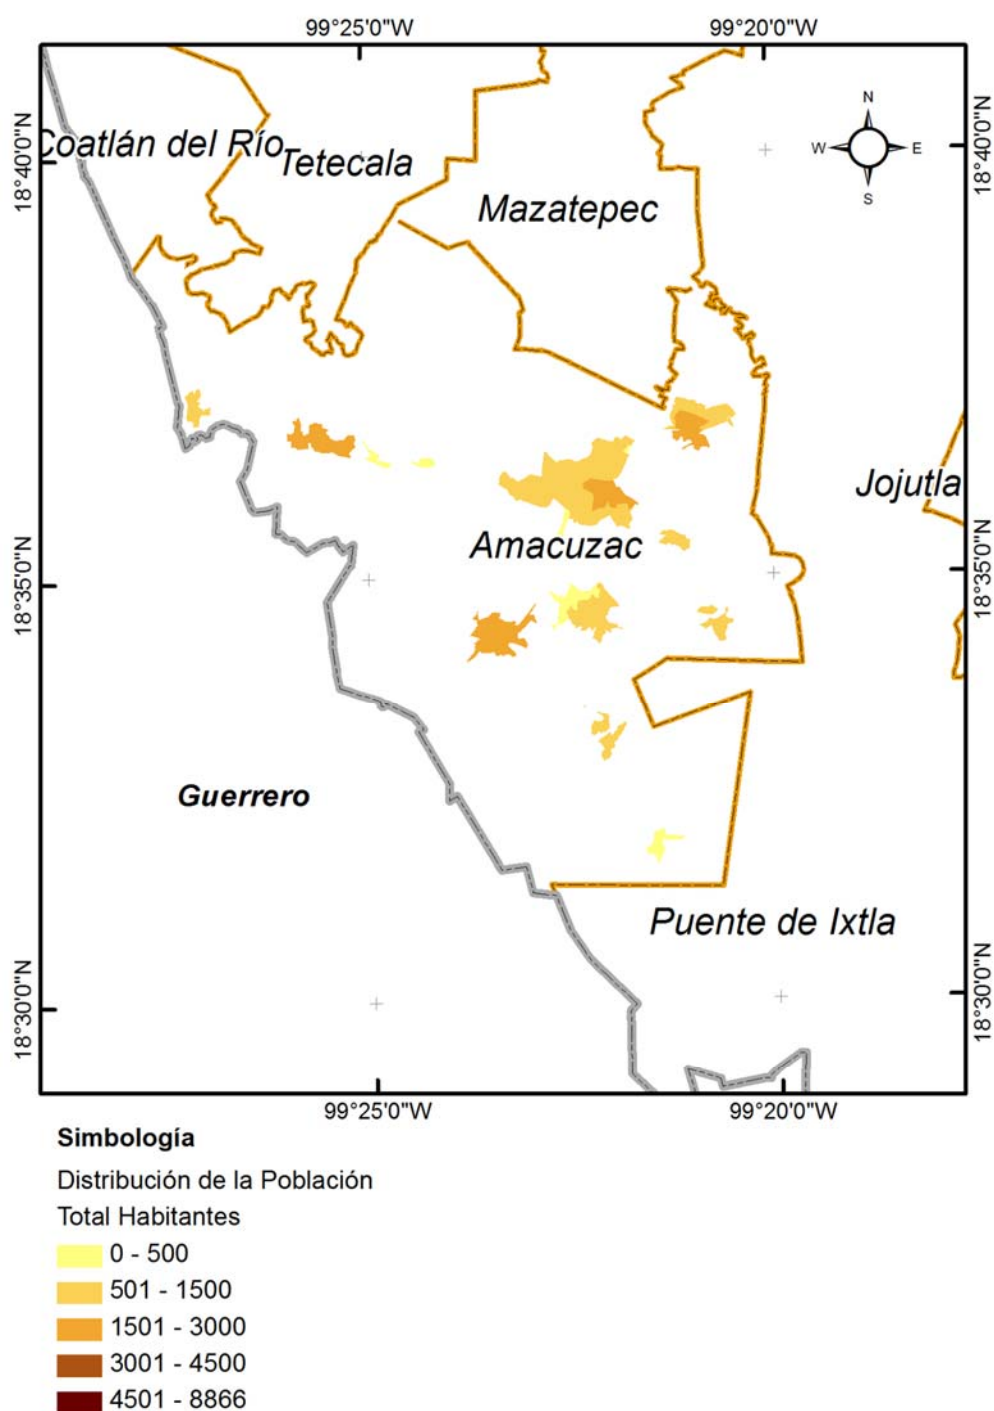 99°25'0"W
99°20'0"W
N
W
E
S
18°40'0"N
18°40'0"N
Coatlán del Río
Tetecala
Mazatepec
Jojutla
Amacuzac
18°35'0"N
18°35'0"N
Guerrero
Puente de Ixtla
18°30'0"N
18°30'0"N
99°25'0"W
99°20'0"W
Simbología
Distribución de la Población
Total Habitantes
0 - 500
501 - 1500
1501 - 3000
3001 - 4500
4501 - 8866